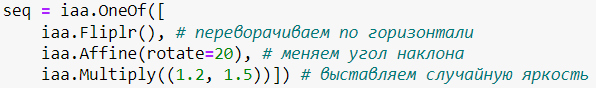 seq = iaa.OneOf([
    iaa.Fliplr(), # переворачиваем по горизонтали
    iaa.Affine(rotate=20), # меняем угол наклона
    iaa.Multiply((1.2, 1.5))]) # выставляем случайную яркость